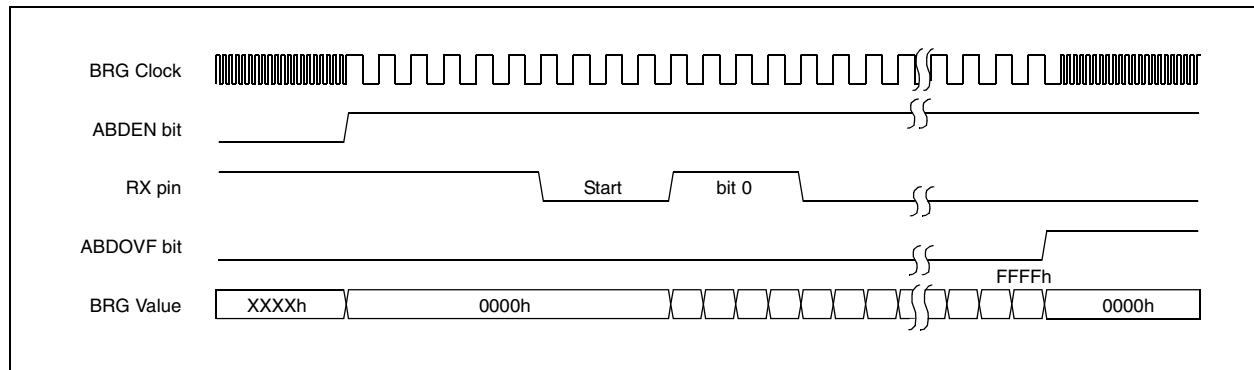 BRG Clock
ABDEN bit
RX pin
Start
bit 0
ABDOVF bit
FFFFh
BRG Value
XXXXh
0000h
0000h